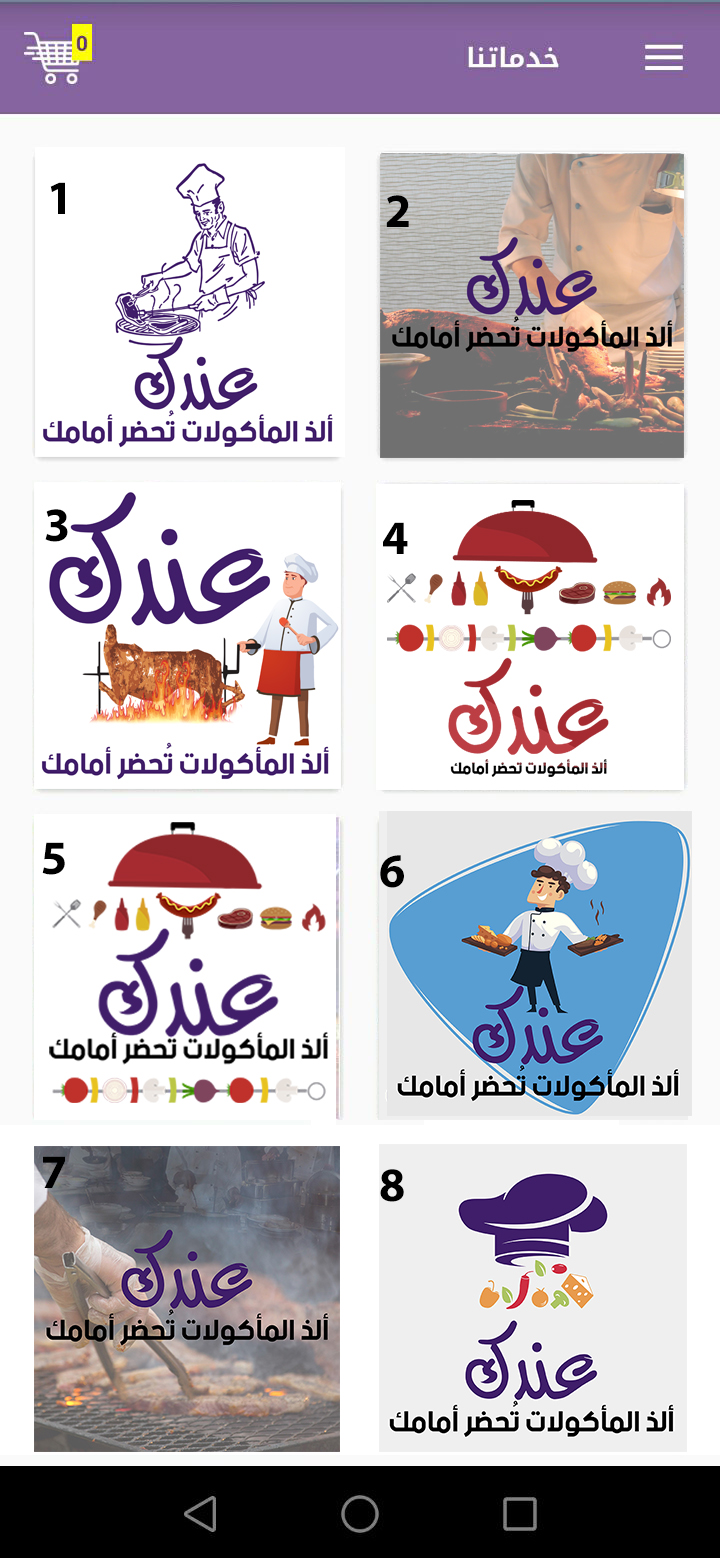 خدماتنا
0
1
عندك
ألذ المأكولات تُحضر أمامك
2
عندك
ألذ المأكولات تُحضر أمامك
3
عندك
ألذ المأكولات تُحضر أمامك
4
عندك
ألذ المأكولات تحضر أمامك
5
عندك
ألذ المأكولات تحضر أمامك
6
عندك
ألذ المأكولات تُحضر أمامك
7
عندك
ألذ المأكولات تُحضر أمامك
8
عندك
ألذ المأكولات تُحضر أمامك